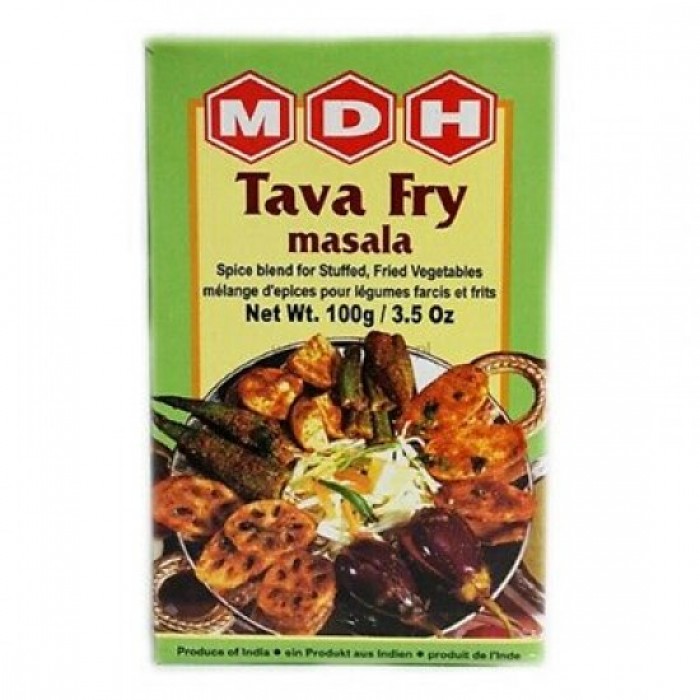 MDH
Tava Fry
masala
Spice blend for Stuffed, Fried Vegetables
mélange d'epices pour légumes farcis et frits
Net Wt. 100g / 3.5 Oz
Produce of India • ein Produkt aus Indien • produit de l'Inde